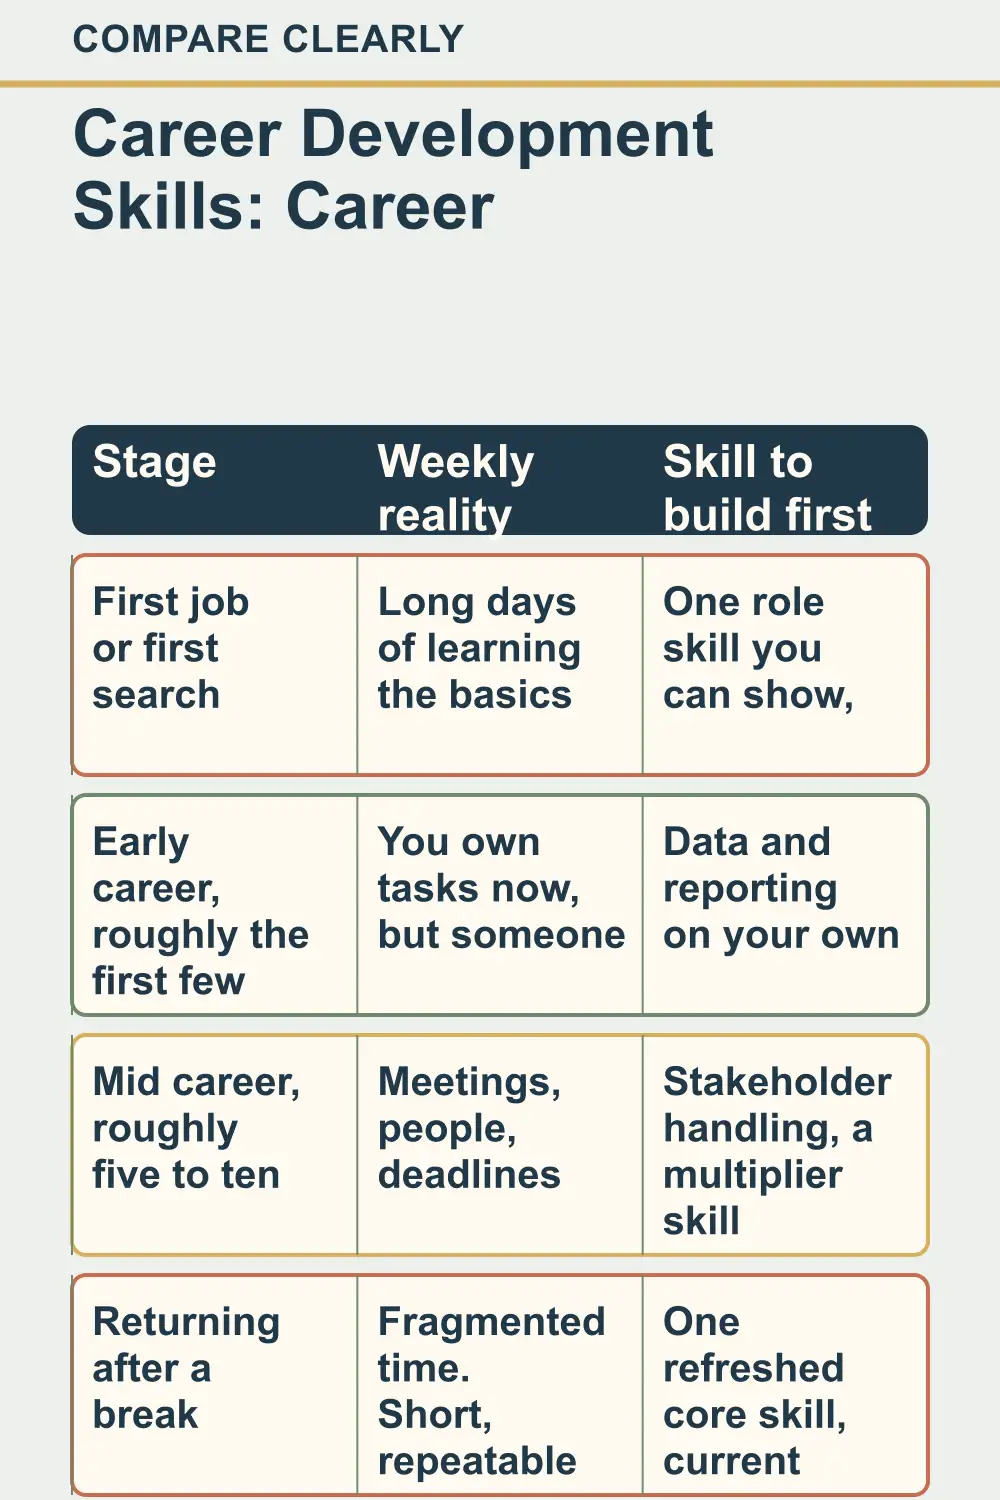 COMPARE CLEARLY
Career Development
Skills: Career
Stage
Weekly
reality
Skill to
build first
First job
or first
search
Long days
of learning
the basics
One role
skill you
can show,
Early
career,
roughly the
first few
You own
tasks now,
but someone
Data and
reporting
on your own
Mid career,
roughly
five to ten
Meetings,
people,
deadlines
Stakeholder
handling, a
multiplier
skill
Returning
after a
break
Fragmented
time.
Short,
repeatable
One
refreshed
core skill,
current